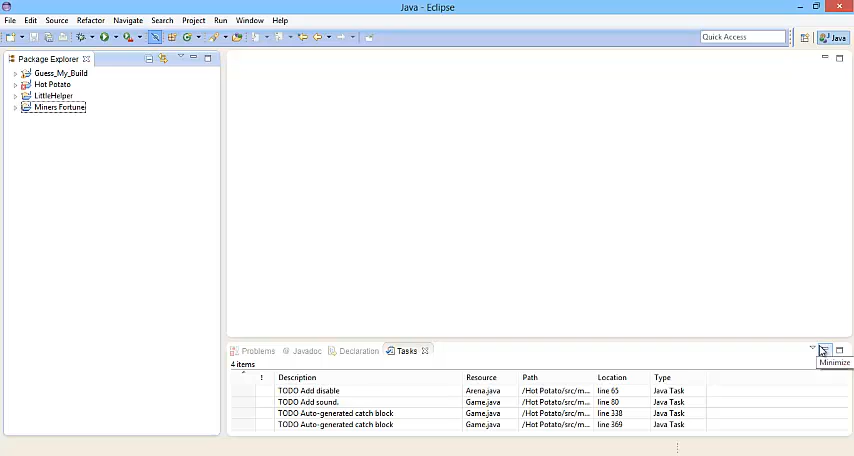 Java - Eclipse
File Edit Source Refactor Navigate Search Project Run Window Help
Quick Access
Java
Package Explorer
Guess_My_Build
Hot Potato
LittleHelper
Miners Fortune
Problems Javadoc Declaration Tasks
4 items
Minimize
! Description Resource Path Location Type
TODO Add disable Arena.java /Hot Potato/src/m... line 65 Java Task
TODO Add sound. Game.java /Hot Potato/src/m... line 80 Java Task
TODO Auto-generated catch block Game.java /Hot Potato/src/m... line 338 Java Task
TODO Auto-generated catch block Game.java /Hot Potato/src/m... line 369 Java Task